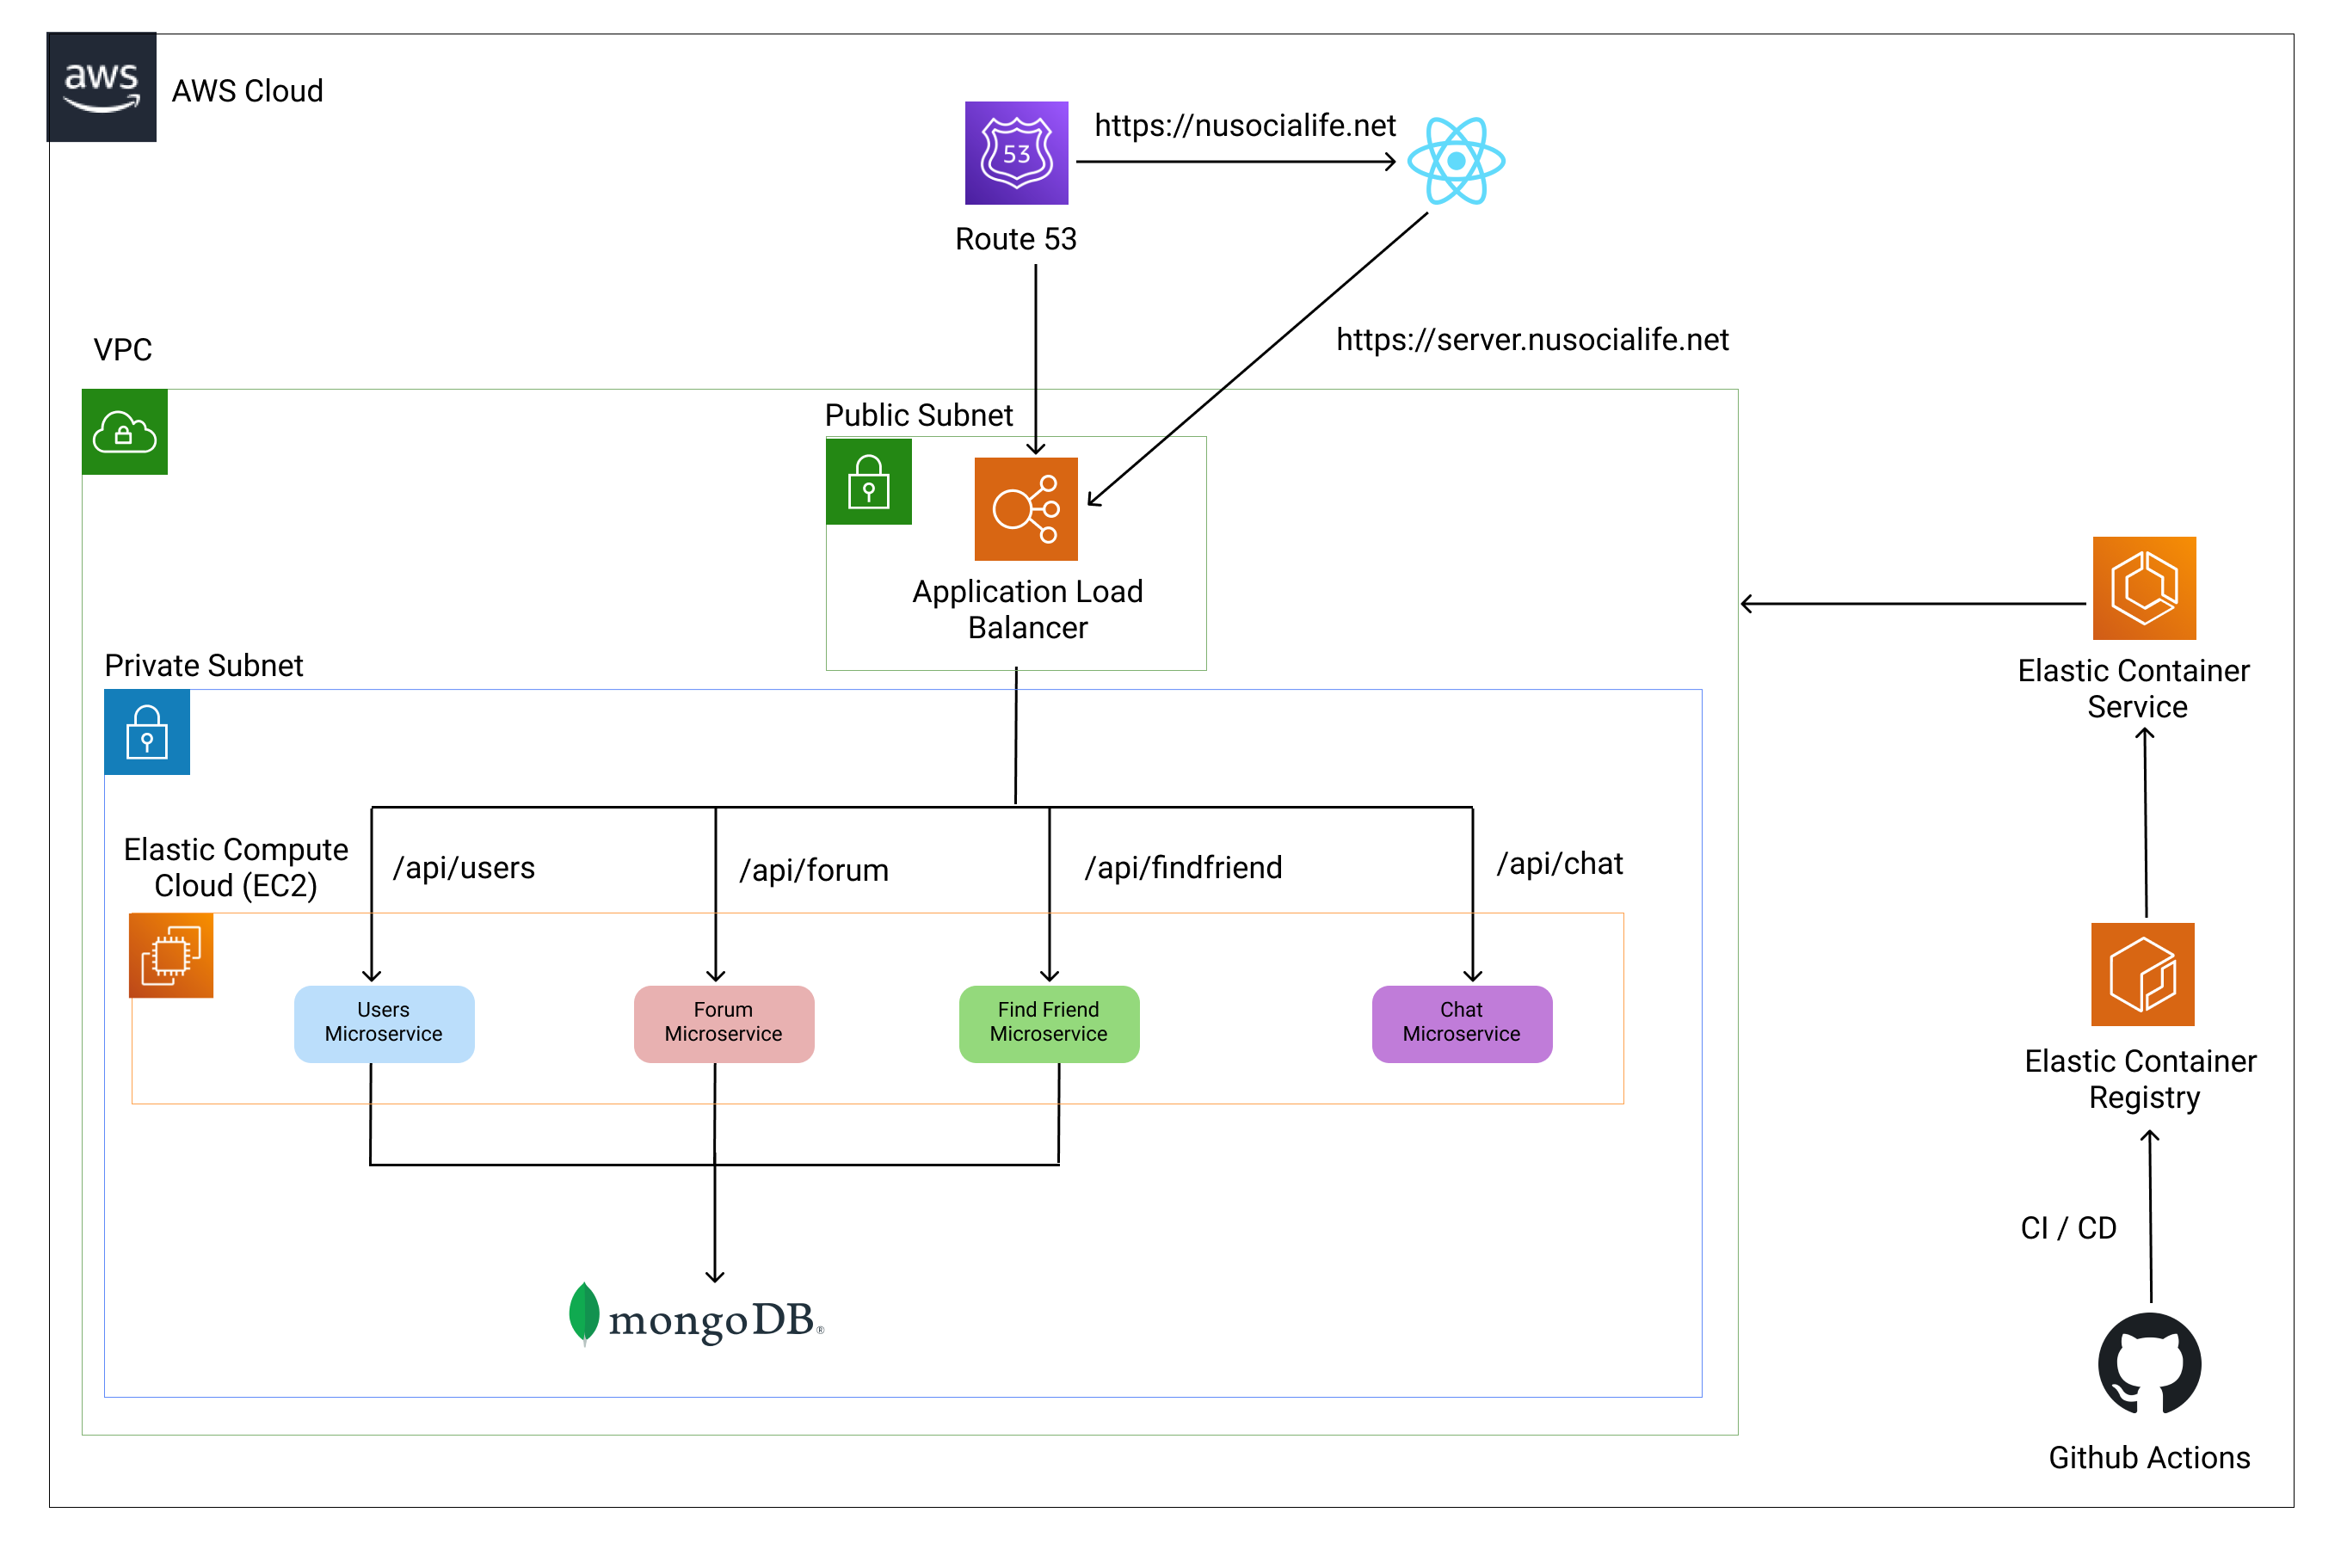 aws
AWS Cloud
https://nusocialife.net
53
Route 53
https://server.nusocialife.net
VPC
Public Subnet
Application Load
Balancer
Private Subnet
Elastic Container
Service
Elastic Compute
Cloud (EC2)
/api/users
/api/forum
/api/findfriend
/api/chat
Users
Microservice
Forum
Microservice
Find Friend
Microservice
Chat
Microservice
Elastic Container
Registry
CI / CD
mongoDB®
Github Actions